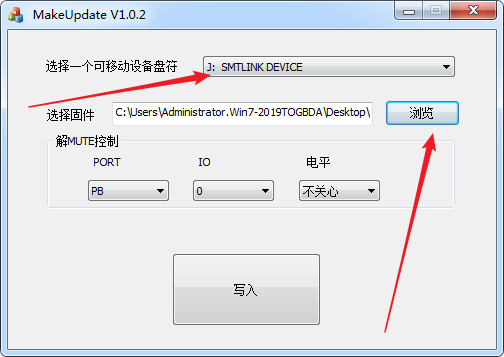 MakeUpdate V1.0.2
选择一个可移动设备盘符
J: SMTLINK DEVICE
选择固件
C:\Users\Administrator.Win7-2019TOGBDA\Desktop\
浏览
解MUTE控制
PORT IO 电平
PB 0 不关心
写入